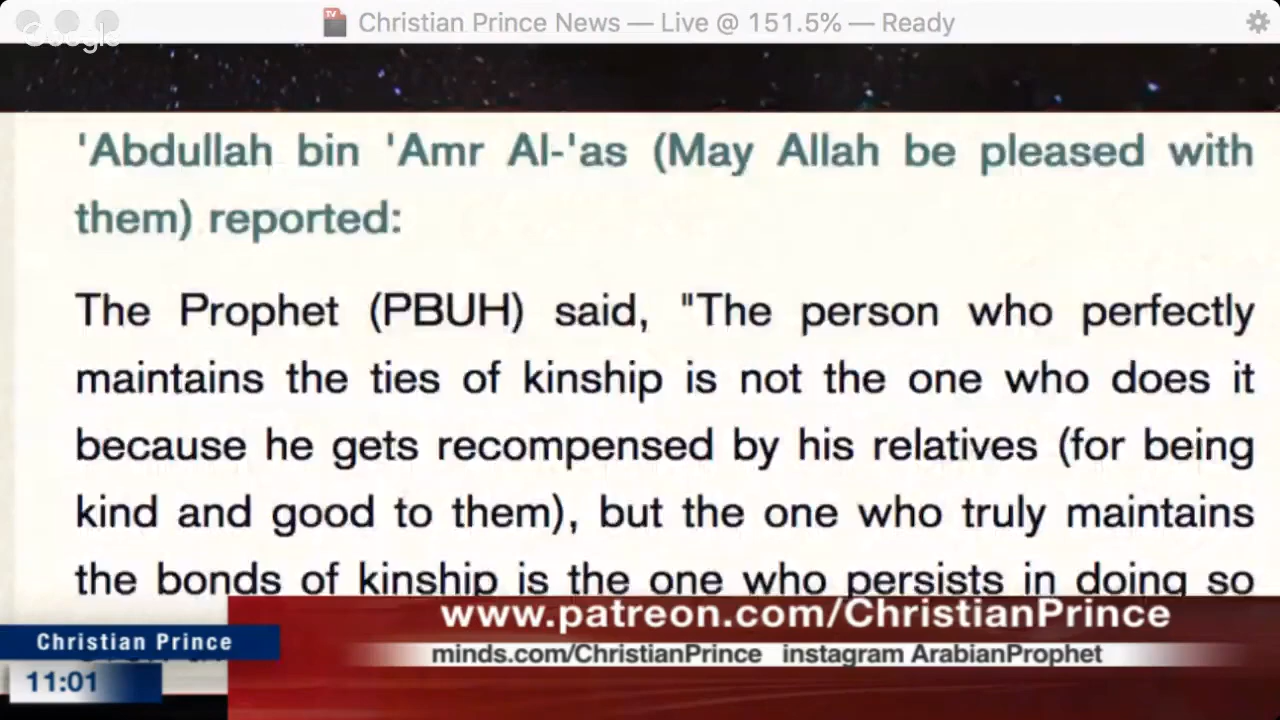 Christian Prince News — Live @ 151.5% — Ready
Google
'Abdullah bin 'Amr Al-'as (May Allah be pleased with
them) reported:
The Prophet (PBUH) said, "The person who perfectly
maintains the ties of kinship is not the one who does it
because he gets recompensed by his relatives (for being
kind and good to them), but the one who truly maintains
the bonds of kinship is the one who persists in doing so
www.patreon.com/ChristianPrince
Christian Prince
minds.com/ChristianPrince instagram ArabianProphet
11:01